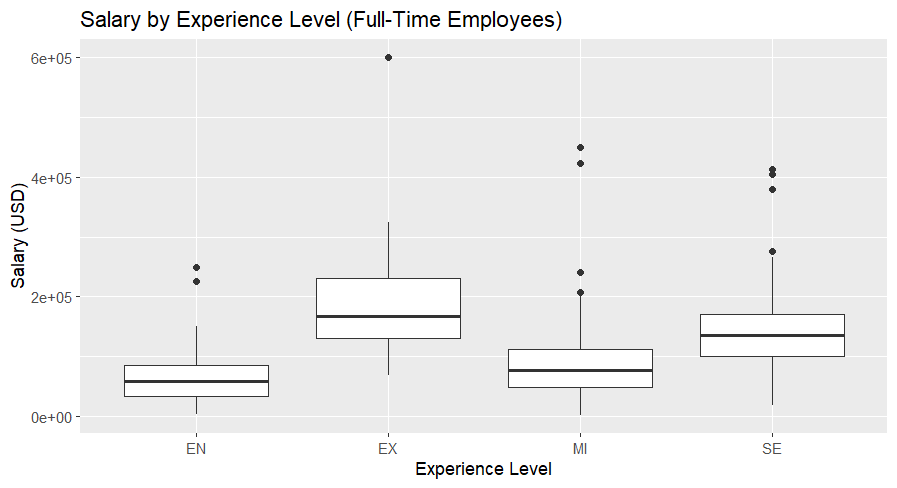 Salary by Experience Level (Full-Time Employees)
Salary (USD)
6e+05
4e+05
2e+05
0e+00
EN EX MI SE
Experience Level